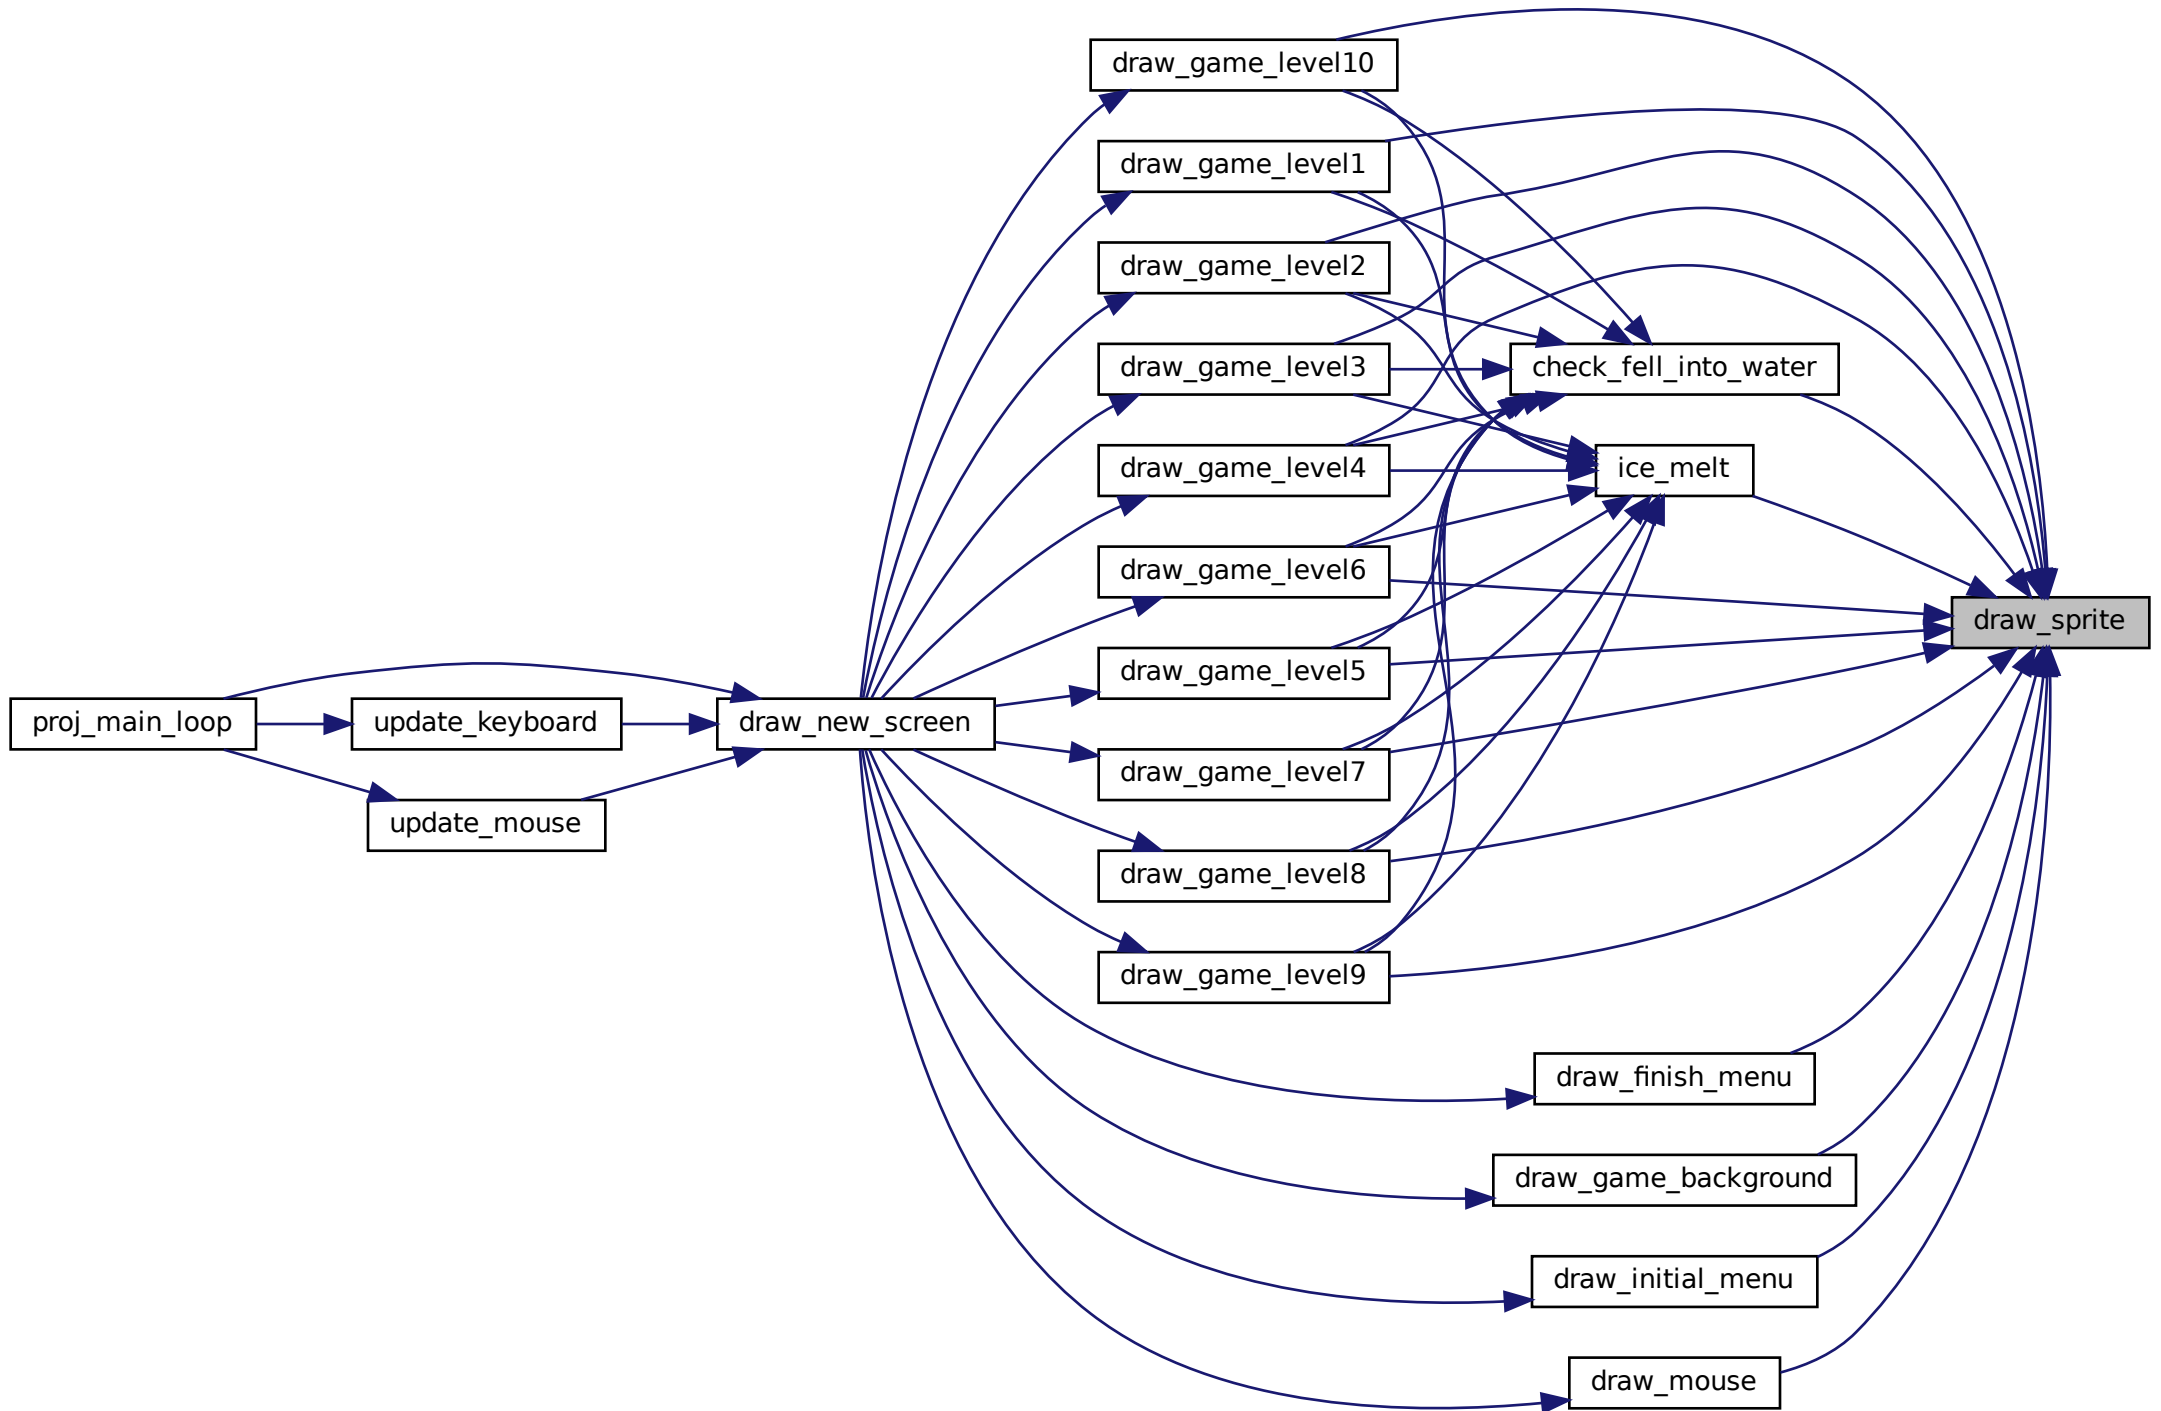 draw_game_level10
draw_game_level1
draw_game_level2
draw_game_level3
check_fell_into_water
draw_game_level4
ice_melt
draw_game_level6
draw_sprite
draw_game_level5
proj_main_loop
update_keyboard
draw_new_screen
draw_game_level7
update_mouse
draw_game_level8
draw_game_level9
draw_finish_menu
draw_game_background
draw_initial_menu
draw_mouse